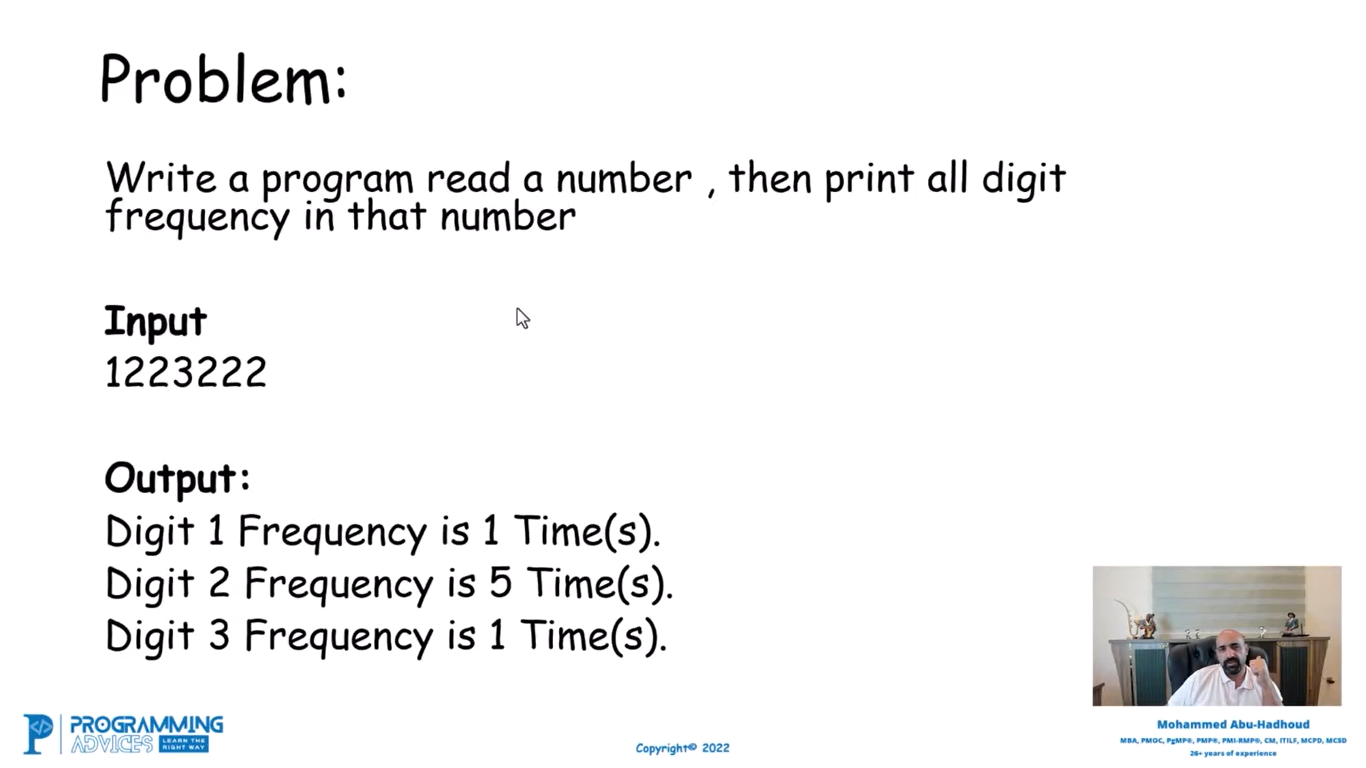 Problem:
Write a program read a number , then print all digit
frequency in that number
Input
1223222
Output:
Digit 1 Frequency is 1 Time(s).
Digit 2 Frequency is 5 Time(s).
Digit 3 Frequency is 1 Time(s).
PROGRAMMING
ADVICES LEARN THE RIGHT WAY
Copyright© 2022
Mohammed Abu-Hadhoud
MBA, PMOC, PgMP®, PMP®, PMI-RMP®, CM, ITILF, MCPD, MCSD
26+ years of experience